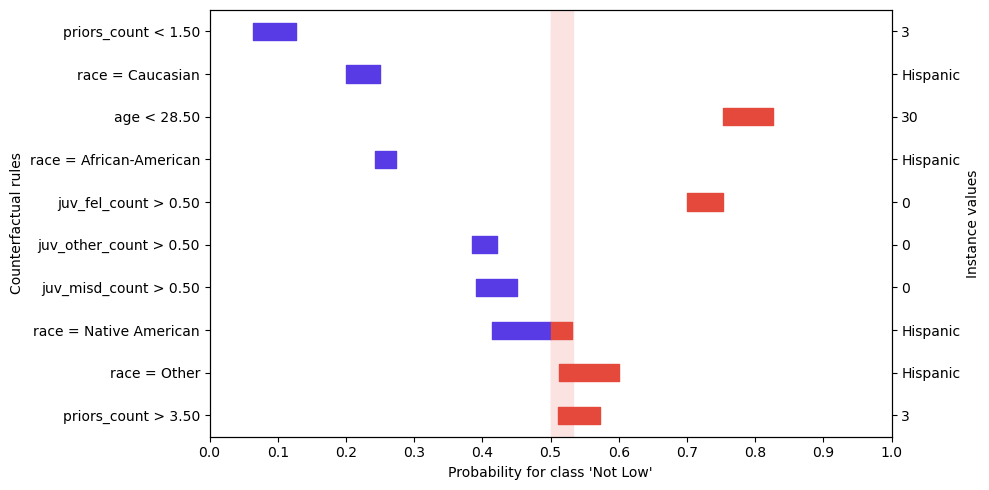 priors_count < 1.50 3
race = Caucasian Hispanic
age < 28.50 30
race = African-American Hispanic
juv_fel_count > 0.50 0
juv_other_count > 0.50 0
juv_misd_count > 0.50 0
race = Native American Hispanic
race = Other Hispanic
priors_count > 3.50 3
Counterfactual rules
Instance values
0.0 0.1 0.2 0.3 0.4 0.5 0.6 0.7 0.8 0.9 1.0
Probability for class 'Not Low'